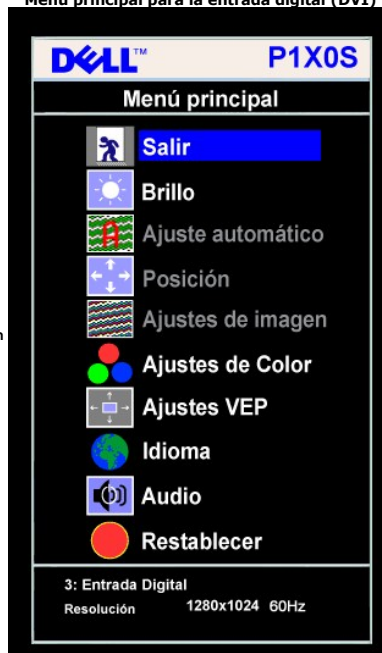 Menú principal para la entrada digital (DVI)
DELL™ P1X0S
Menú principal
Salir
Brillo
Ajuste automático
Posición
Ajustes de imagen
Ajustes de Color
Ajustes VEP
Idioma
Audio
Restablecer
3: Entrada Digital
Resolución 1280x1024 60Hz